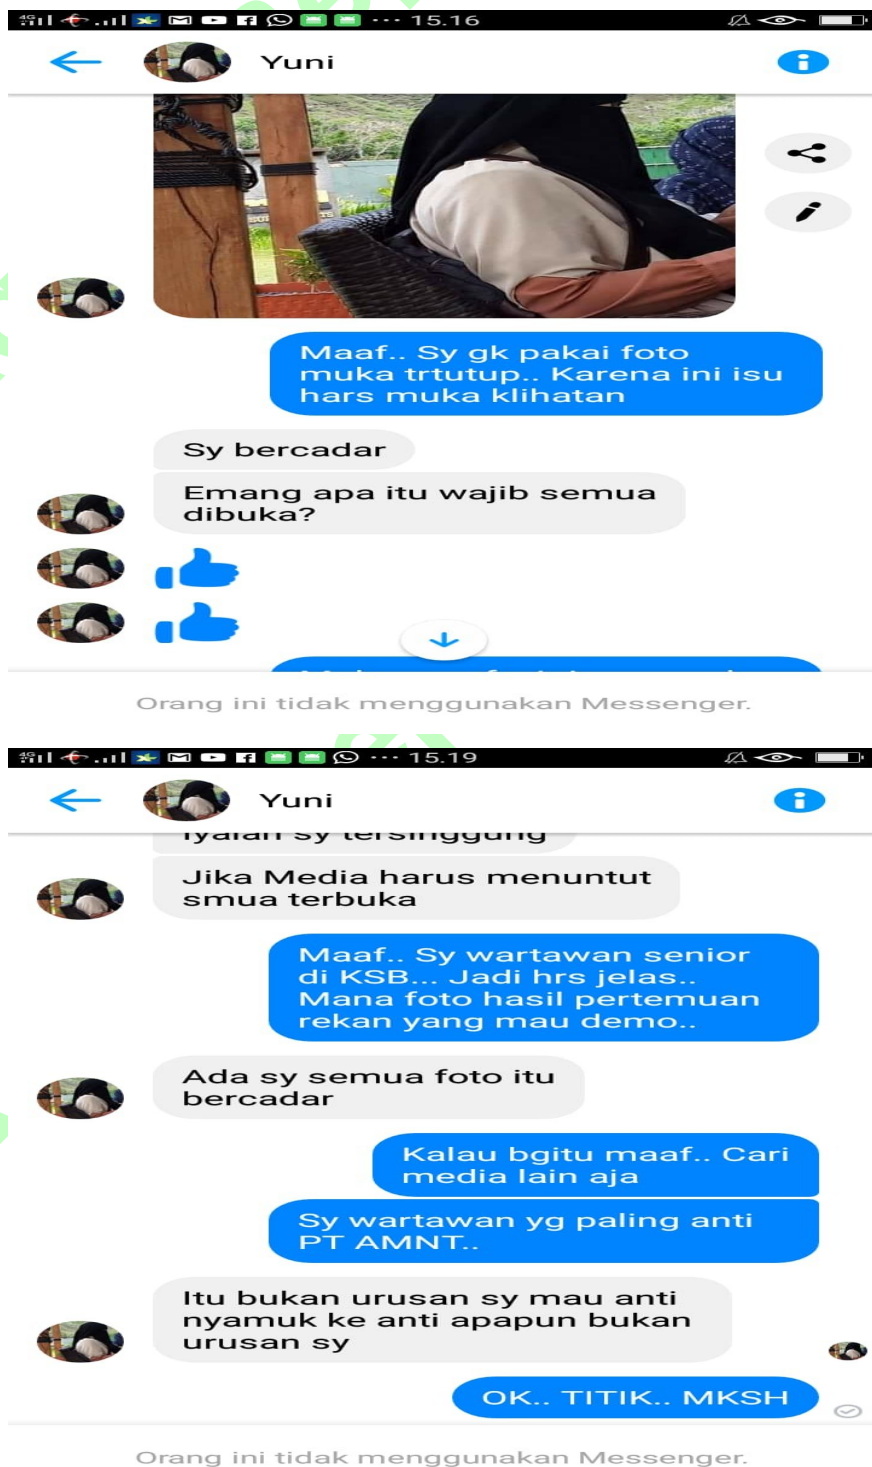 4G 15.16
Yuni
Maaf.. Sy gk pakai foto
muka trtutup.. Karena ini isu
hars muka klihatan
Sy bercadar
Emang apa itu wajib semua
dibuka?
Orang ini tidak menggunakan Messenger.
4G 15.19
Yuni
Iyalah sy tersinggung
Jika Media harus menuntut
smua terbuka
Maaf.. Sy wartawan senior
di KSB... Jadi hrs jelas..
Mana foto hasil pertemuan
rekan yang mau demo..
Ada sy semua foto itu
bercadar
Kalau bgitu maaf.. Cari
media lain aja
Sy wartawan yg paling anti
PT AMNT..
Itu bukan urusan sy mau anti
nyamuk ke anti apapun bukan
urusan sy
OK.. TITIK.. MKSH
Orang ini tidak menggunakan Messenger.